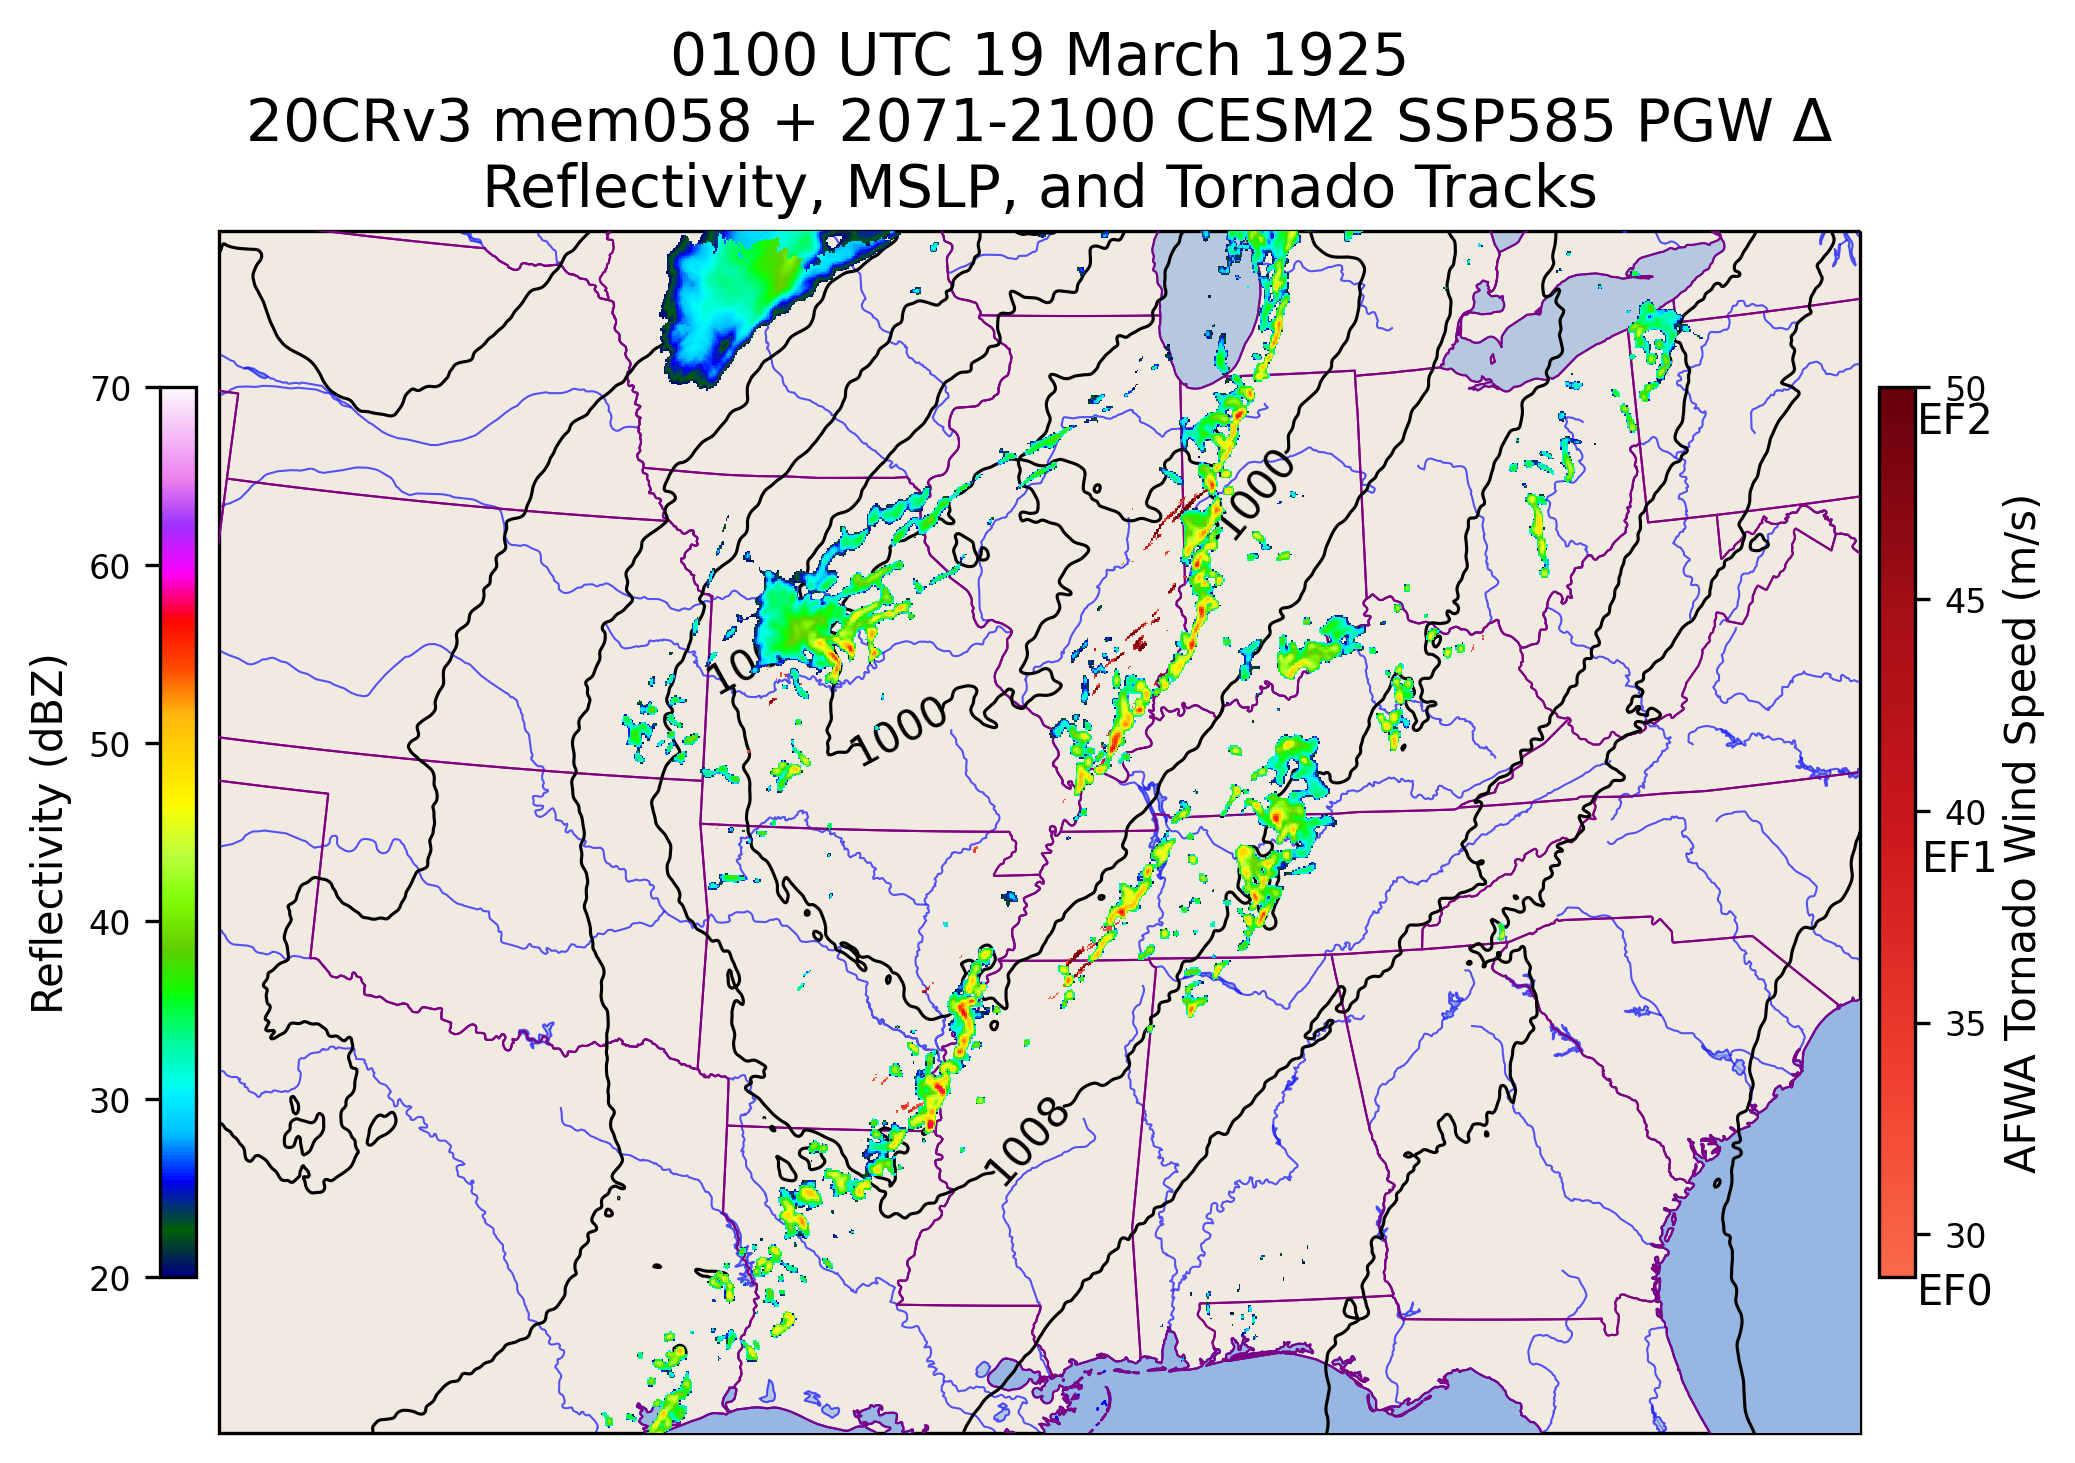 0100 UTC 19 March 1925
20CRv3 mem058 + 2071-2100 CESM2 SSP585 PGW Δ
Reflectivity, MSLP, and Tornado Tracks
70
60
50
40
30
20
Reflectivity (dBZ)
1000
1000
1008
50
EF2
45
40
EF1
35
30
EF0
AFWA Tornado Wind Speed (m/s)